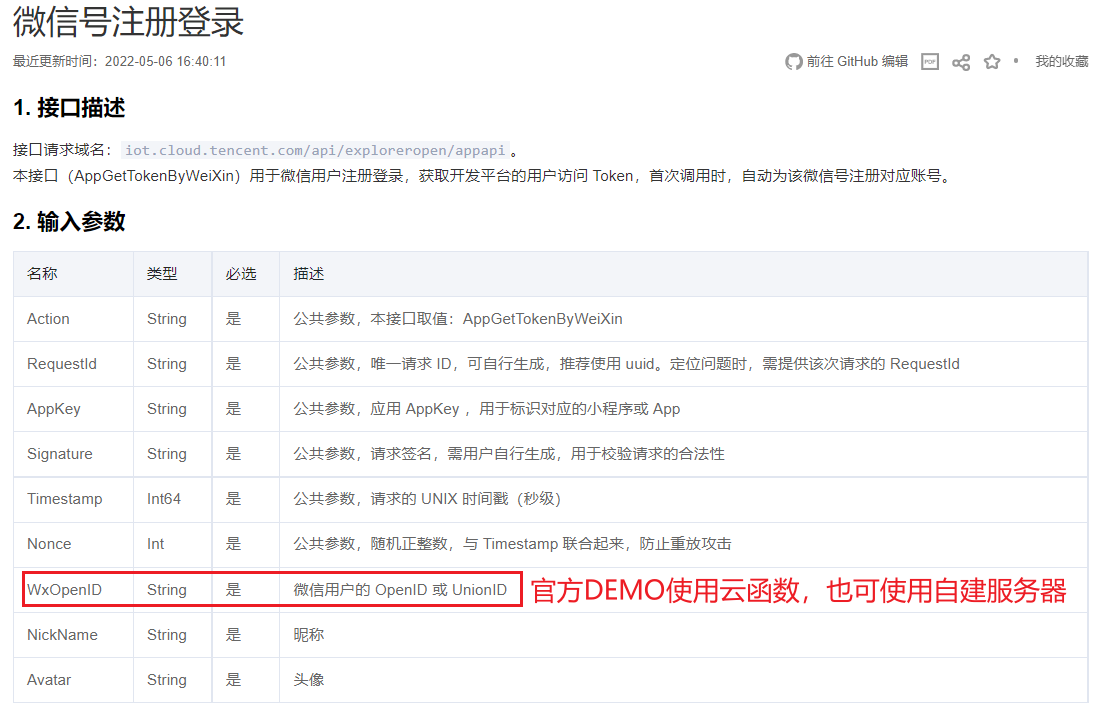 微信号注册登录
最近更新时间：2022-05-06 16:40:11
前往 GitHub 编辑 PDF 我的收藏
1. 接口描述
接口请求域名： iot.cloud.tencent.com/api/exploreropen/appapi 。
本接口（AppGetTokenByWeiXin）用于微信用户注册登录，获取开发平台的用户访问 Token，首次调用时，自动为该微信号注册对应账号。
2. 输入参数
名称 类型 必选 描述
Action String 是 公共参数，本接口取值：AppGetTokenByWeiXin
RequestId String 是 公共参数，唯一请求 ID，可自行生成，推荐使用 uuid。定位问题时，需提供该次请求的 RequestId
AppKey String 是 公共参数，应用 AppKey ，用于标识对应的小程序或 App
Signature String 是 公共参数，请求签名，需用户自行生成，用于校验请求的合法性
Timestamp Int64 是 公共参数，请求的 UNIX 时间戳（秒级）
Nonce Int 是 公共参数，随机正整数，与 Timestamp 联合起来，防止重放攻击
WxOpenID String 是 微信用户的 OpenID 或 UnionID 官方DEMO使用云函数，也可使用自建服务器
NickName String 是 昵称
Avatar String 是 头像